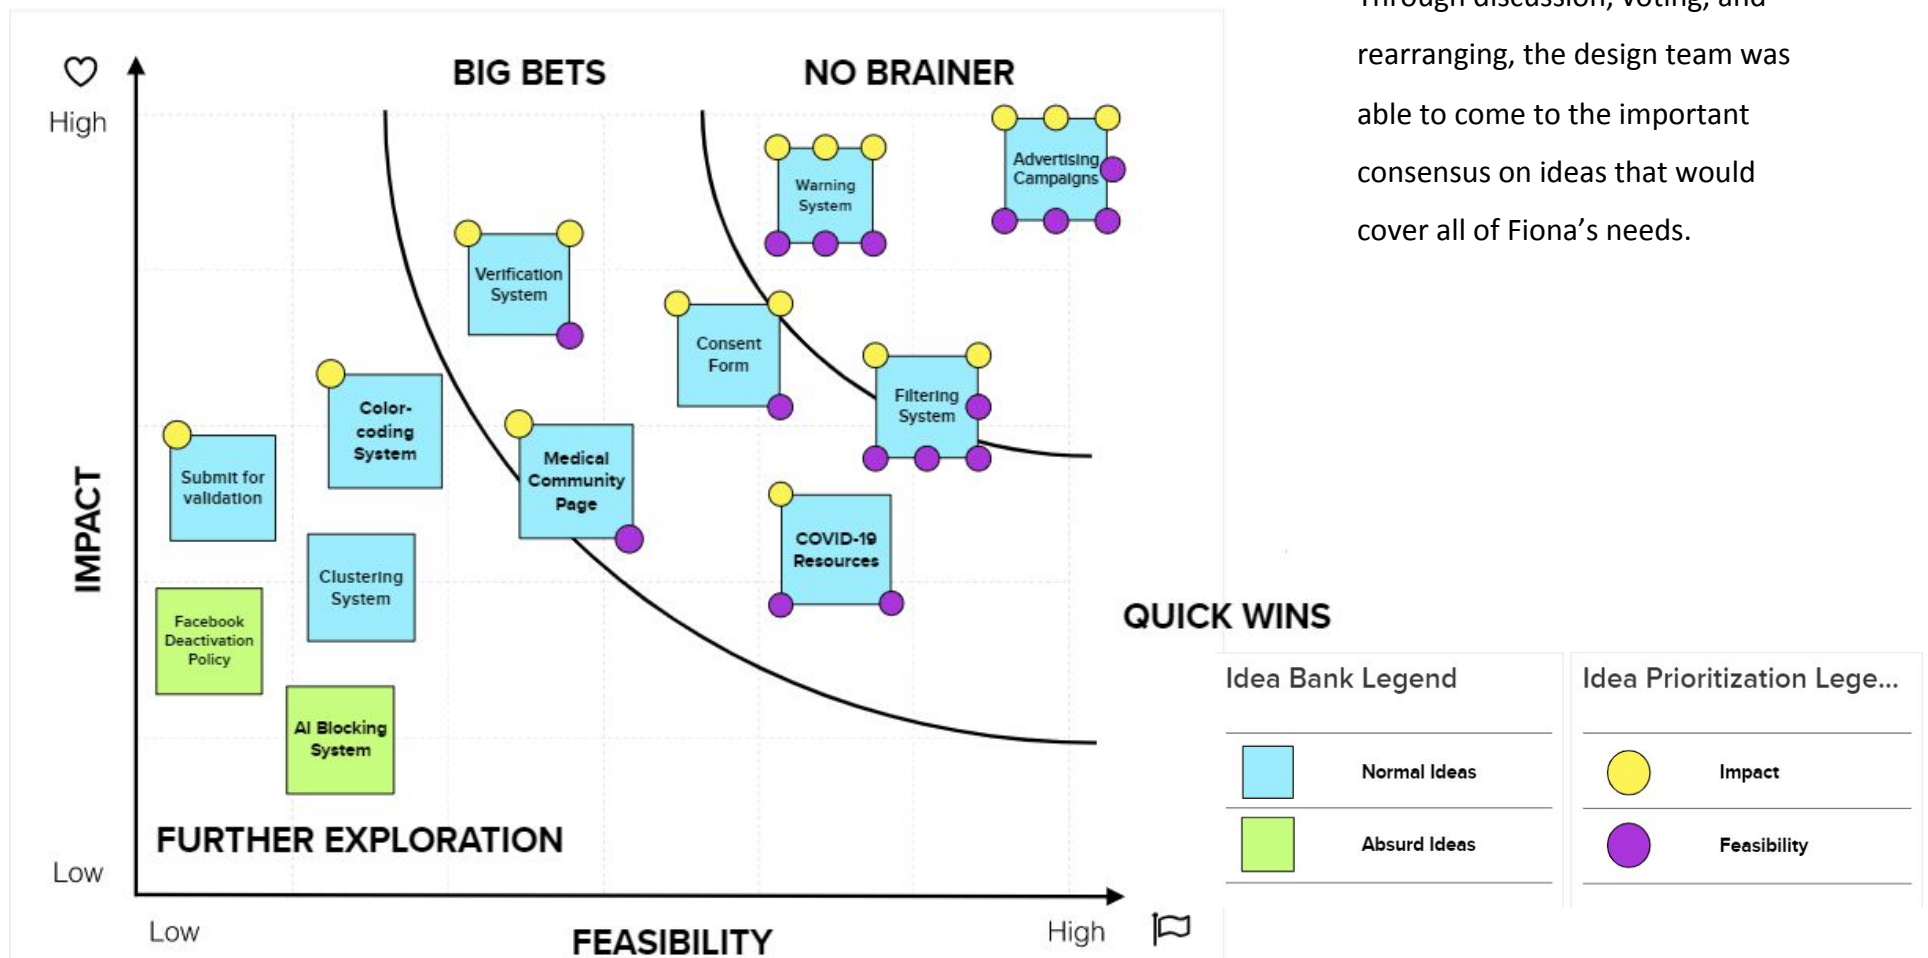 Through discussion, voting, and
rearranging, the design team was
able to come to the important
consensus on ideas that would
cover all of Fiona’s needs.
BIG BETS
NO BRAINER
High
Advertising
Campaigns
Warning
System
Verification
System
Consent
Form
Filtering
System
Color-
coding
System
Submit for
validation
Medical
Community
Page
COVID-19
Resources
IMPACT
Clustering
System
Facebook
Deactivation
Policy
QUICK WINS
AI Blocking
System
FURTHER EXPLORATION
Low
Low
FEASIBILITY
High
Idea Bank Legend
Normal Ideas
Absurd Ideas
Idea Prioritization Lege...
Impact
Feasibility